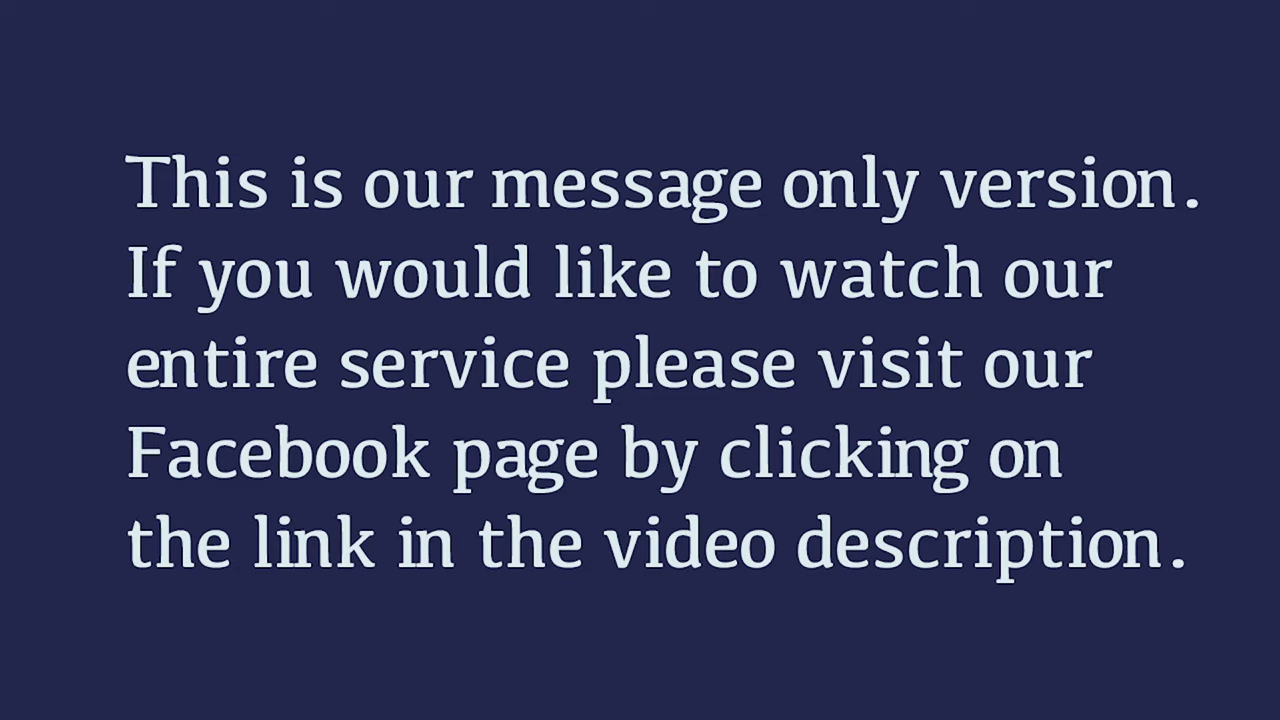 This is our message only version.
If you would like to watch our
entire service please visit our
Facebook page by clicking on
the link in the video description.